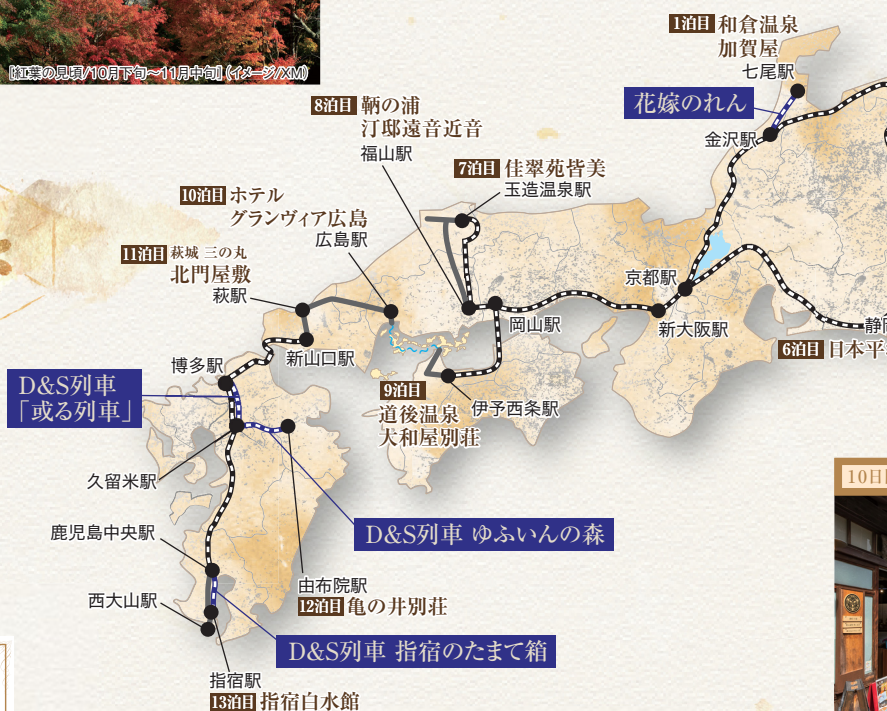 [紅葉の見頃/10月下旬～11月中旬] (イメージ/XM)
1泊目 和倉温泉
加賀屋
七尾駅
花嫁のれん
金沢駅
8泊目 鞆の浦
汀邸遠音近音
福山駅
7泊目 佳翠苑皆美
玉造温泉駅
10泊目 ホテル
グランヴィア広島
広島駅
11泊目 萩城 三の丸
北門屋敷
萩駅
京都駅
新大阪駅
岡山駅
6泊目 日本平
新山口駅
博多駅
D&S列車
「或る列車」
9泊目
道後温泉
大和屋別荘
伊予西条駅
久留米駅
10日
D&S列車 ゆふいんの森
鹿児島中央駅
由布院駅
12泊目 亀の井別荘
西大山駅
D&S列車 指宿のたまて箱
指宿駅
13泊目 指宿白水館